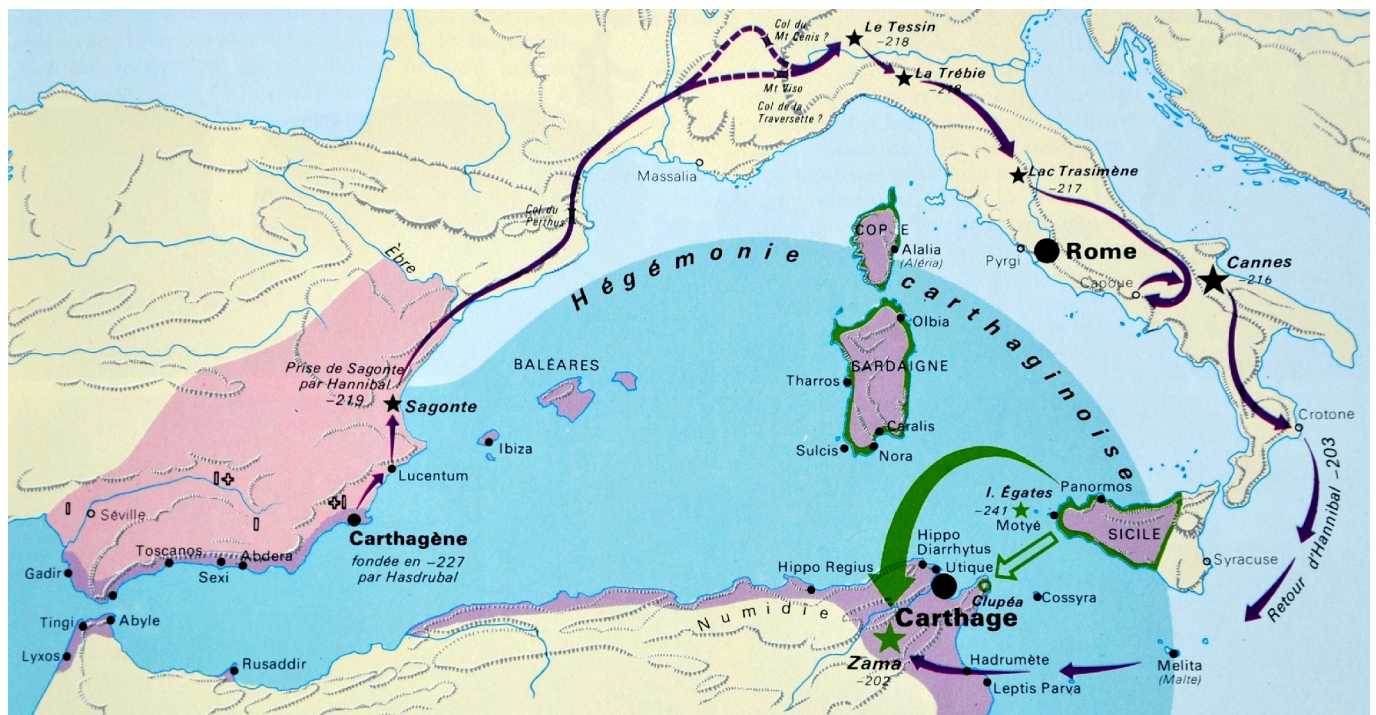 Col du
Mt Cenis ?
Le Tessin
-218
La Trébie
-218
Mt Viso
Col de la
Traversette ?
Massalia
Lac Trasimène
-217
Col du
Perthus
Èbre
Hégémonie carthaginoise
Alalia
(Aléria)
Pyrgi
Rome
Capoue
Cannes
-216
Olbia
SARDAIGNE
Tharros
Caralis
Sulcis
Nora
BALÉARES
Ibiza
Prise de Sagonte
par Hannibal
-219
Sagonte
Lucentum
Carthagène
fondée en -227
par Hasdrubal
Séville
Toscanos
Abdera
Sexi
Gadir
Tingi
Abyle
Lyxos
Rusaddir
Crotone
Retour d'Hannibal -203
Panormos
I. Égates
-241
Motyé
SICILE
Syracuse
Hippo
Diarrhytus
Utique
Hippo Regius
Numidie
Clupéa
Cossyra
Carthage
Zama
-202
Hadrumète
Leptis Parva
Melita
(Malte)